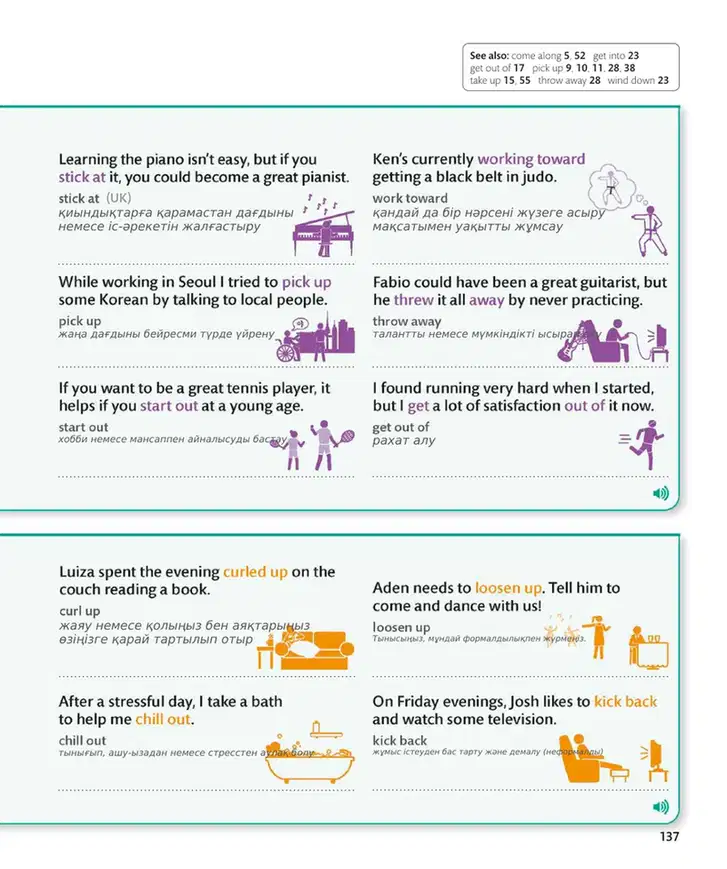 See also: come along 5, 52 get into 23
get out of 17 pick up 9, 10, 11, 28, 38
take up 15, 55 throw away 28 wind down 23
Learning the piano isn't easy, but if you
stick at it, you could become a great pianist.
stick at (UK)
қиындықтарға қарамастан дағдыны
немесе іс-әрекетін жалғастыру
Ken's currently working toward
getting a black belt in judo.
work toward
қандай да бір нәрсені жүзеге асыру
мақсатымен уақытты жұмсау
While working in Seoul I tried to pick up
some Korean by talking to local people.
pick up
жаңа дағдыны бейресми түрде үйрену
Fabio could have been a great guitarist, but
he threw it all away by never practicing.
throw away
талантты немесе мүмкіндікті
If you want to be a great tennis player, it
helps if you start out at a young age.
start out
хобби немесе мансаппен айналысуды бастау
I found running very hard when I started,
but I get a lot of satisfaction out of it now.
get out of
рахат алу
Luiza spent the evening curled up on the
couch reading a book.
curl up
жаяу немесе қолыңыз бен аяқтарыңыз
өзіңізге қарай тартылып отыр
Aden needs to loosen up. Tell him to
come and dance with us!
loosen up
Тынысыңыз, мұндай формалдылықпен жүрмеңіз.
After a stressful day, I take a bath
to help me chill out.
chill out
тынығып, ашу-ызадан немесе стресстен аулақ болу
On Friday evenings, Josh likes to kick back
and watch some television.
kick back
жұмыс істеуден бас тарту және демалу (неформалды)
137